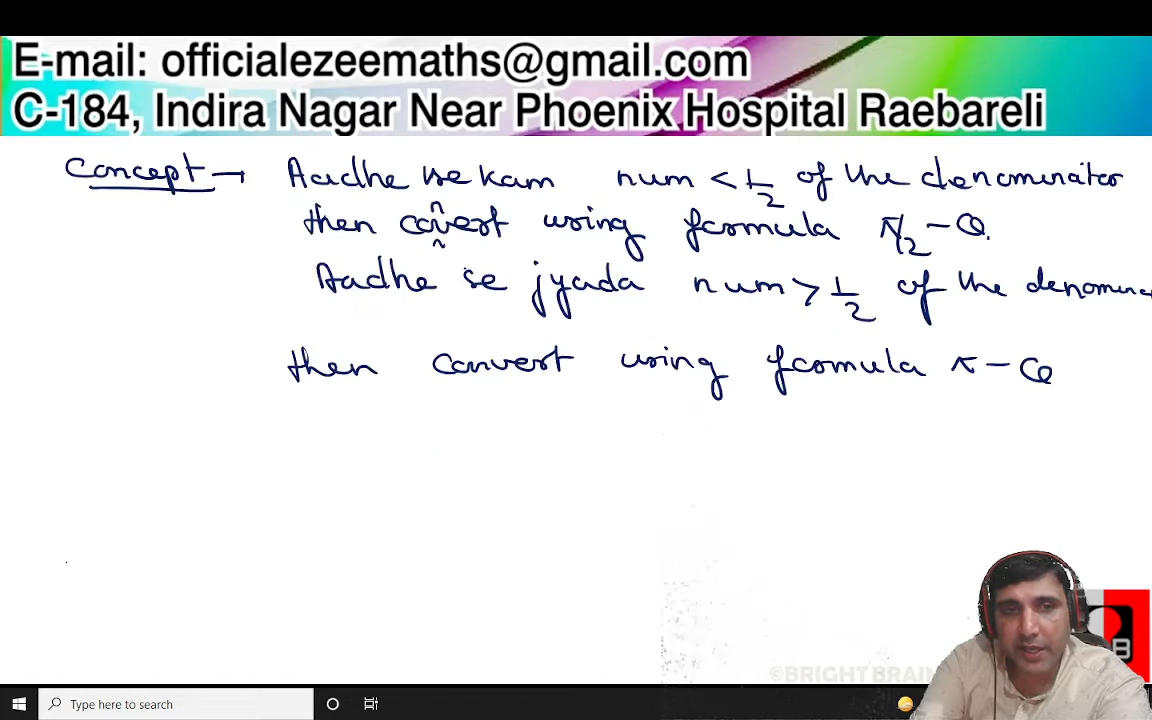 E-mail: officialezeemaths@gmail.com
C-184, Indira Nagar Near Phoenix Hospital Raebareli
Concept → Aadhe se kam num < 1/2 of the denominator
then convert using formula π/2 - θ.
Aadhe se jyada num > 1/2 of the denomina
then convert using formula π - θ
©BRIGHT BRAIN
Type here to search